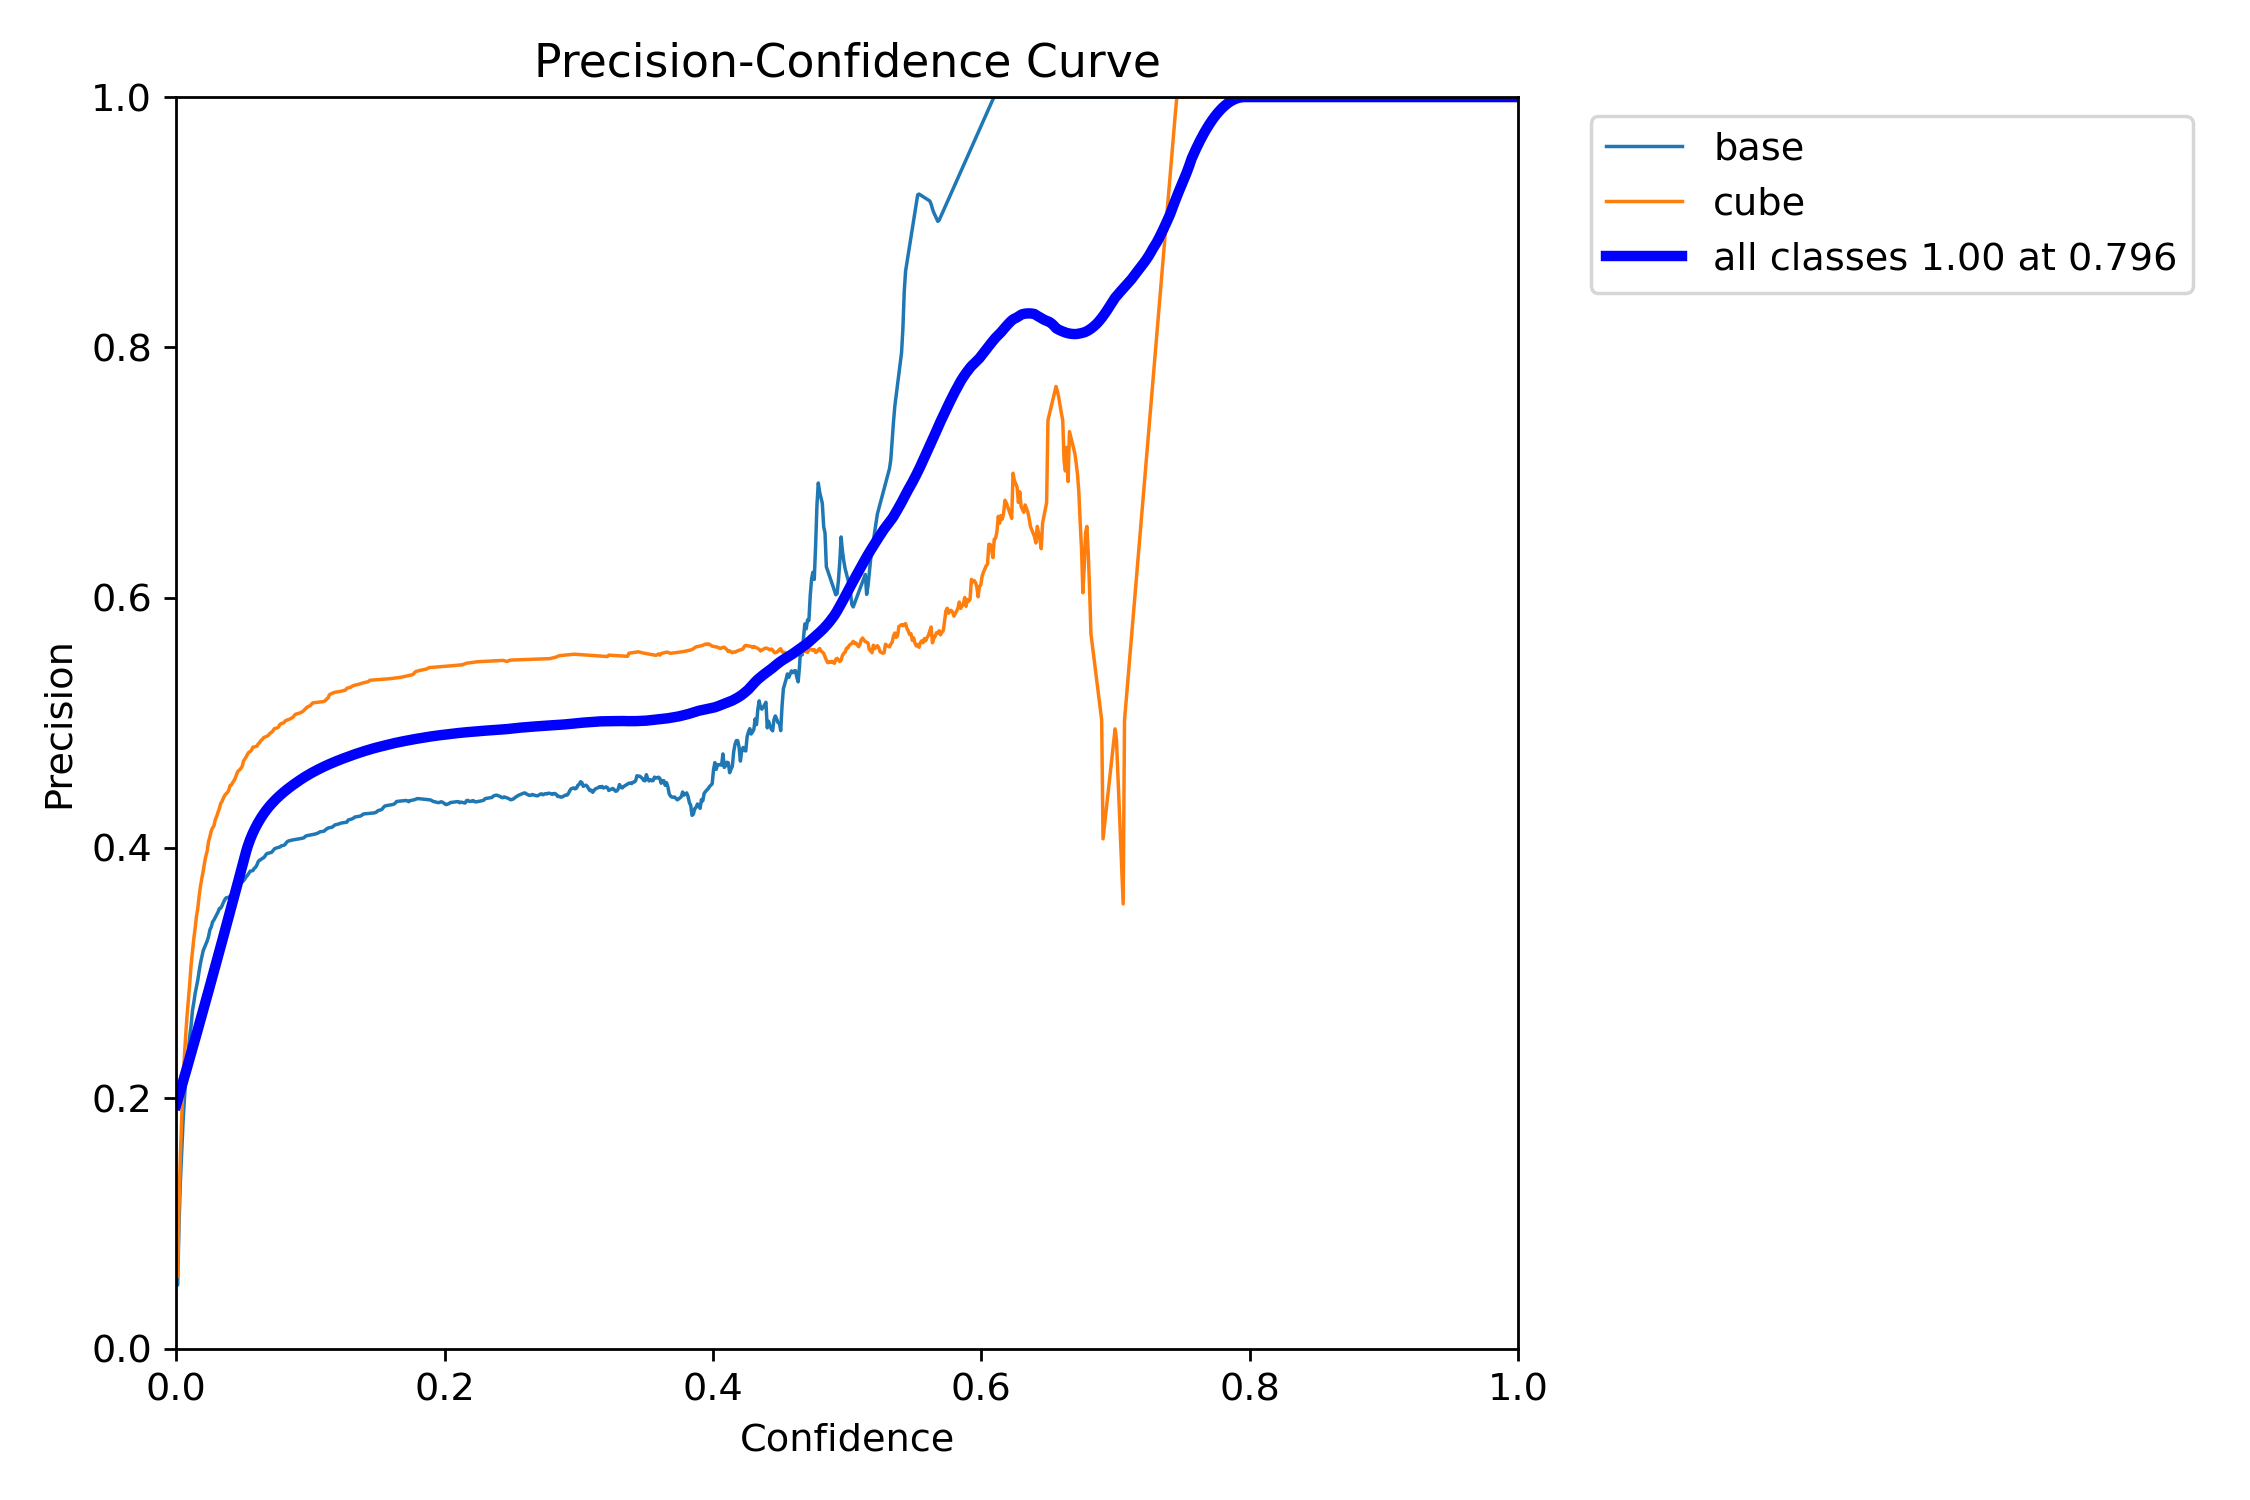 Precision-Confidence Curve
1.0
0.8
0.6
0.4
0.2
0.0
Precision
0.0 0.2 0.4 0.6 0.8 1.0
Confidence
base
cube
all classes 1.00 at 0.796